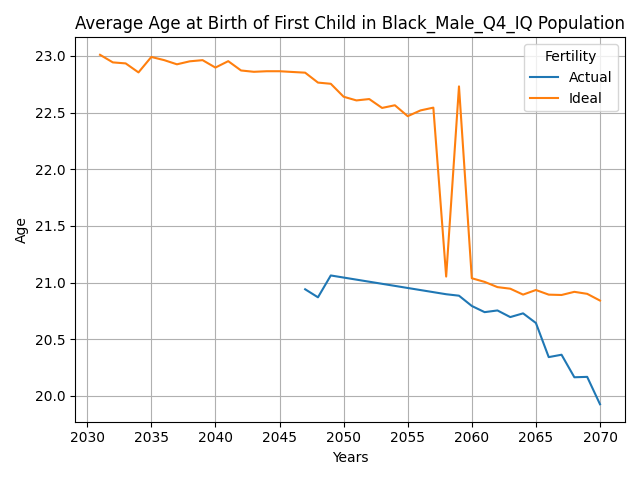 Average Age at Birth of First Child in Black_Male_Q4_IQ Population
Fertility
Actual
Ideal
23.0
22.5
22.0
21.5
21.0
20.5
20.0
Age
2030 2035 2040 2045 2050 2055 2060 2065 2070
Years